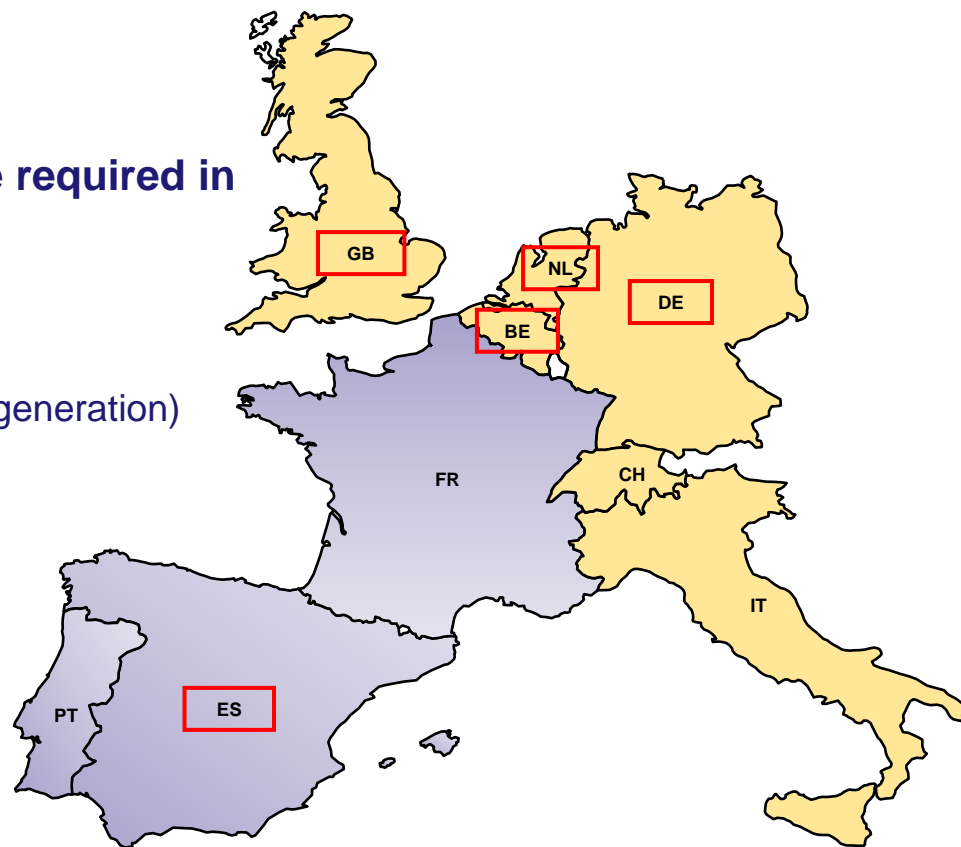 e required in
GB
NL
DE
BE
generation)
FR
CH
IT
PT
ES